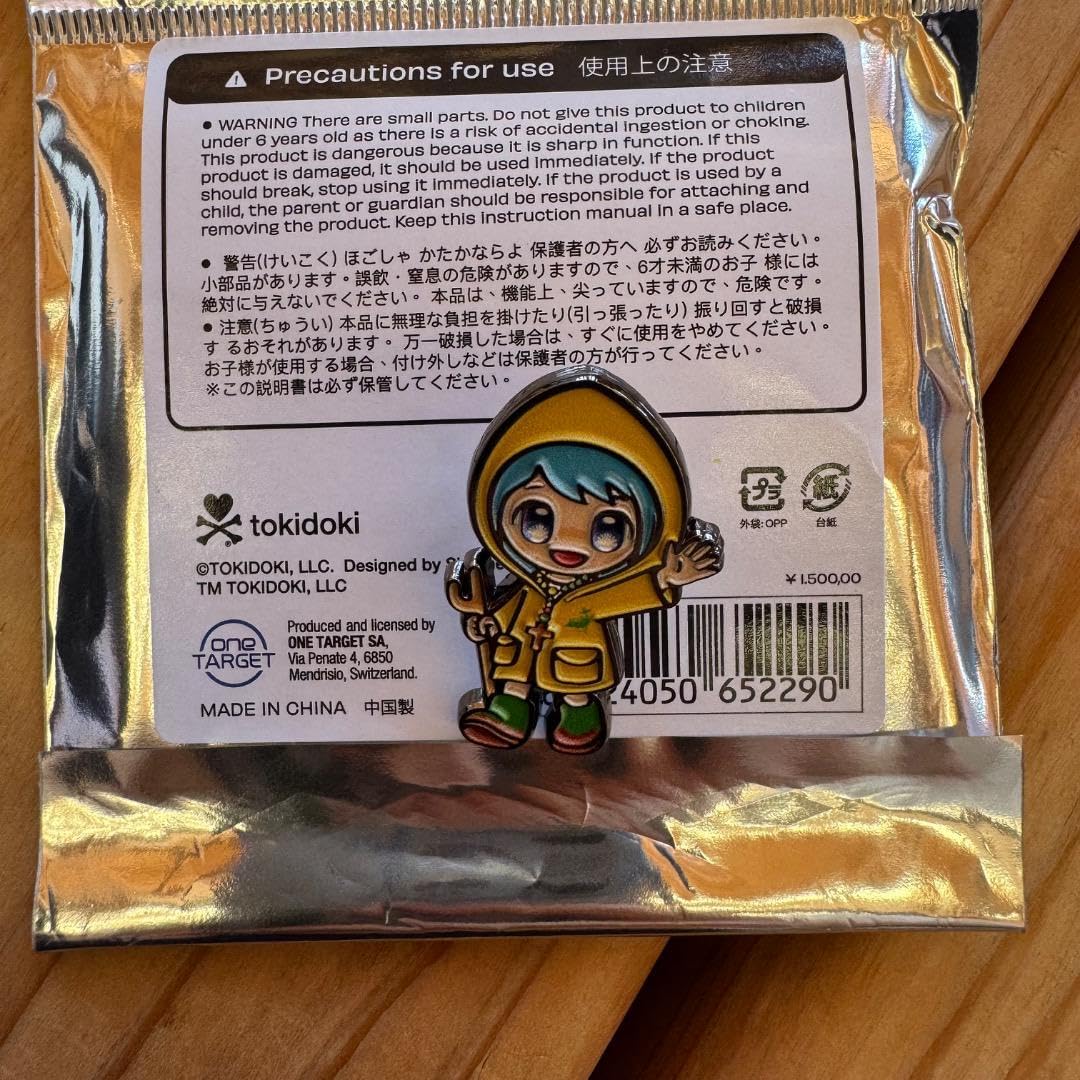 Precautions for use 使用上の注意
● WARNING There are small parts. Do not give this product to children
under 6 years old as there is a risk of accidental ingestion or choking.
This product is dangerous because it is sharp in function. If this
product is damaged, it should be used immediately. If the product
should break, stop using it immediately. If the product is used by a
child, the parent or guardian should be responsible for attaching and
removing the product. Keep this instruction manual in a safe place.
● 警告(けいこく) ほごしゃ かたかならよ 保護者の方へ 必ずお読みください。
小部品があります。誤飲・窒息の危険がありますので、6才未満のお子 様には
絶対に与えないでください。 本品は、機能上、尖っていますので、危険です。
● 注意(ちゅうい) 本品に無理な負担を掛けたり(引っ張ったり) 振り回すと破損
す るおそれがあります。 万一破損した場合は、すぐに使用をやめてください。
お子様が使用する場合、付け外しなどは保護者の方が行ってください。
※この説明書は必ず保管してください。
tokidoki
©TOKIDOKI, LLC. Designed by
TM TOKIDOKI, LLC
プラ
外袋:OPP
紙
台紙
¥1.500,00
one
TARGET
Produced and licensed by
ONE TARGET SA,
Via Penate 4, 6850
Mendrisio, Switzerland.
MADE IN CHINA 中国製
24050 652290